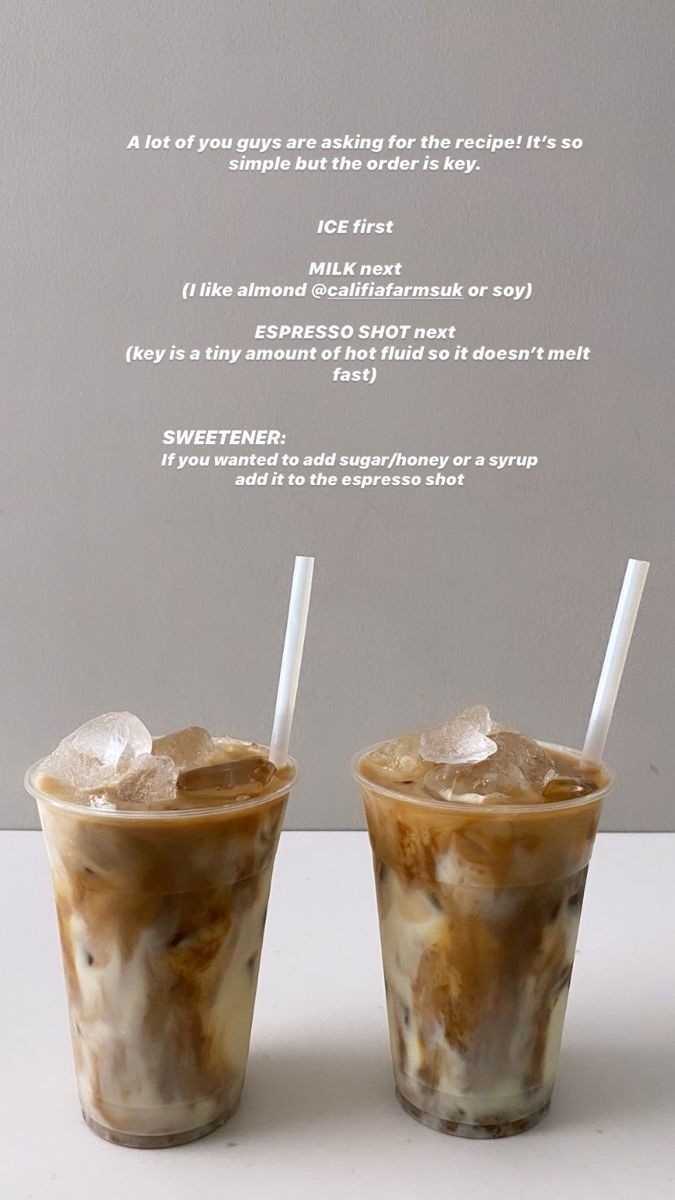 A lot of you guys are asking for the recipe! It's so
simple but the order is key.
ICE first
MILK next
(I like almond @califiafarmsuk or soy)
ESPRESSO SHOT next
(key is a tiny amount of hot fluid so it doesn't melt
fast)
SWEETENER:
If you wanted to add sugar/honey or a syrup
add it to the espresso shot